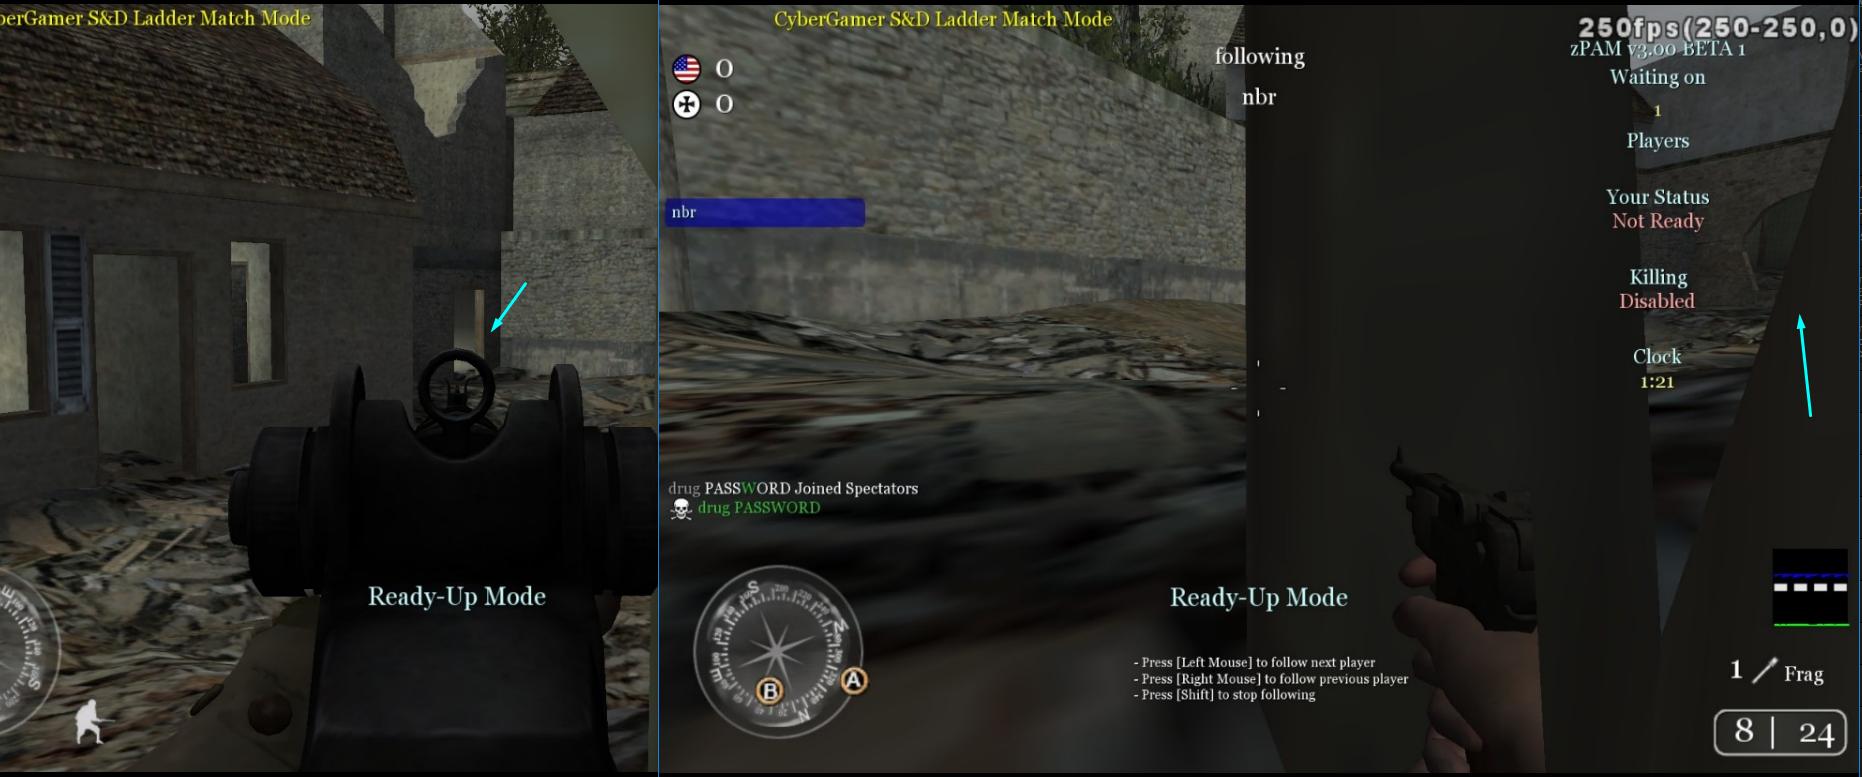 berGamer S&D Ladder Match Mode
Ready-Up Mode
CyberGamer S&D Ladder Match Mode
0
0
following
nbr
250fps(250-250,0)
zPAM v3.00 BETA 1
Waiting on
1
Players
Your Status
Not Ready
Killing
Disabled
Clock
1:21
nbr
drug PASSWORD Joined Spectators
drug PASSWORD
Ready-Up Mode
- Press [Left Mouse] to follow next player
- Press [Right Mouse] to follow previous player
- Press [Shift] to stop following
S
N
B
A
1 Frag
8 | 24